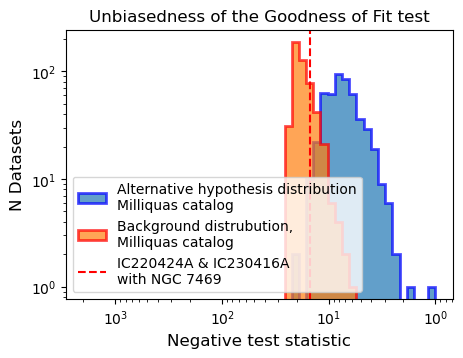 Unbiasedness of the Goodness of Fit test
N Datasets
10²
10¹
10⁰
Alternative hypothesis distribution
Milliquas catalog
Background distrubution,
Milliquas catalog
IC220424A & IC230416A
with NGC 7469
10³
10²
10¹
10⁰
Negative test statistic